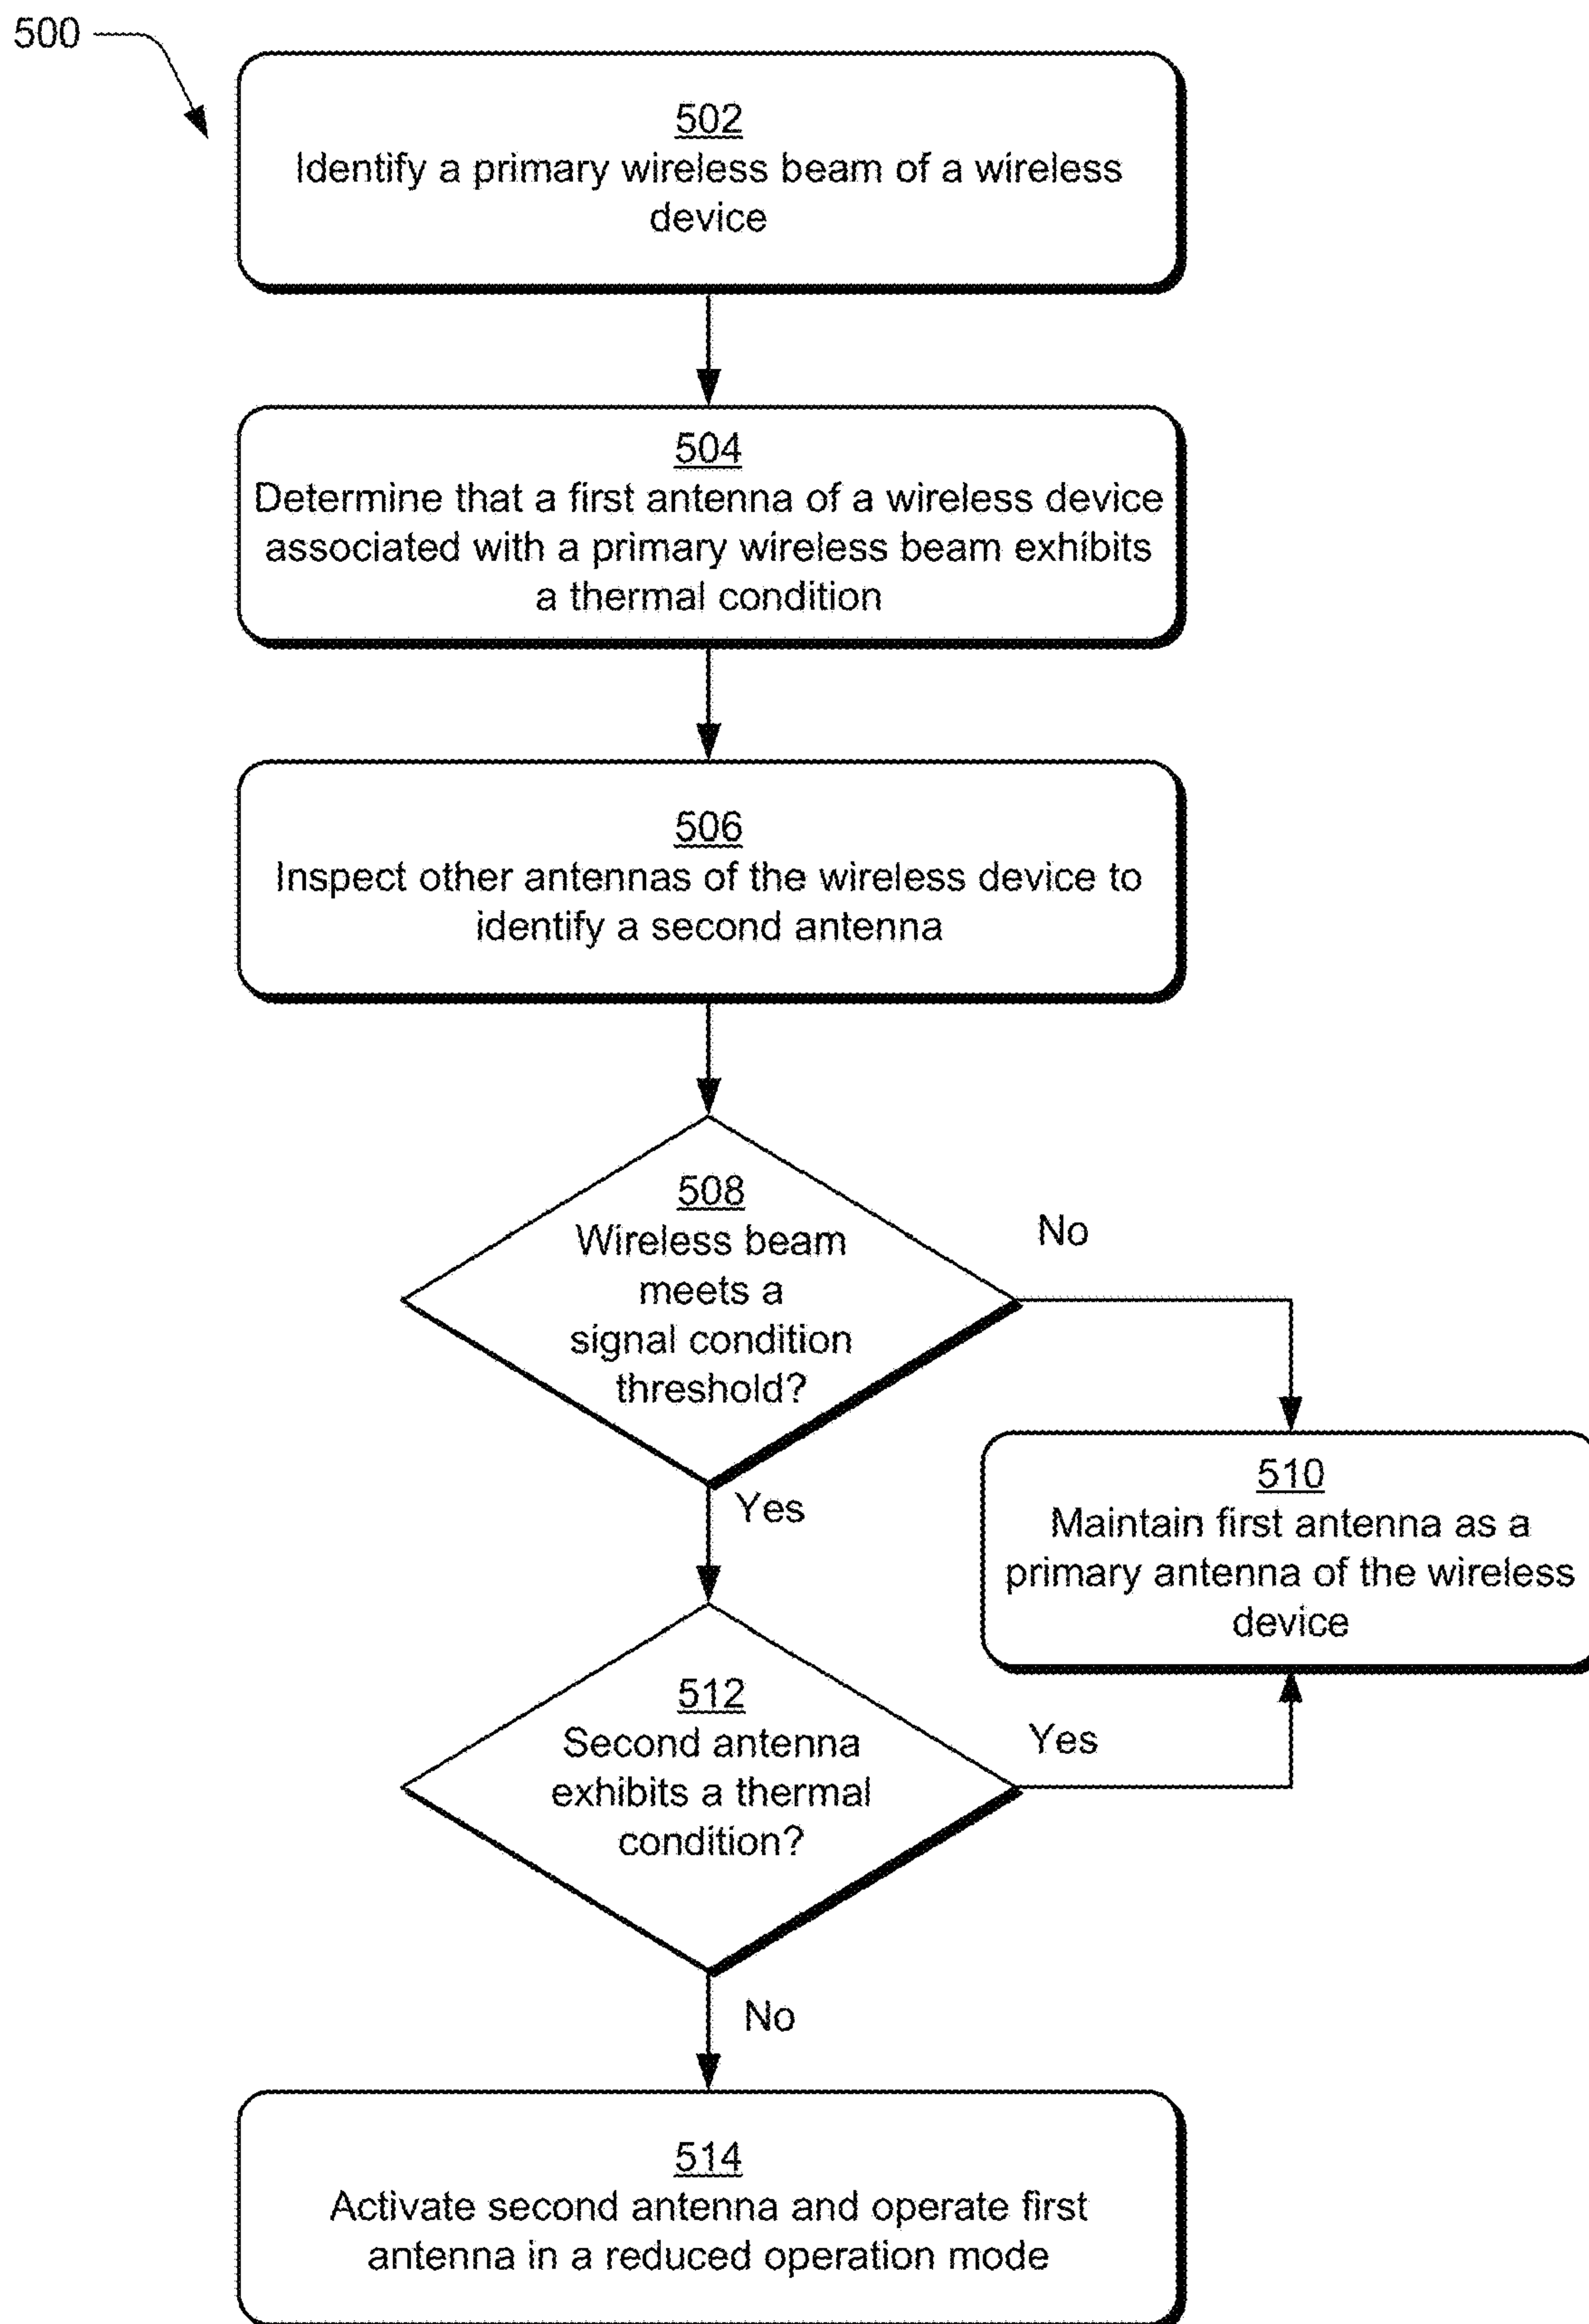 500
502
Identify a primary wireless beam of a wireless
device
504
Determine that a first antenna of a wireless device
associated with a primary wireless beam exhibits
a thermal condition
506
Inspect other antennas of the wireless device to
identify a second antenna
508
Wireless beam
meets a
signal condition
threshold?
No
Yes
510
Maintain first antenna as a
primary antenna of the wireless
device
512
Second antenna
exhibits a thermal
condition?
Yes
No
514
Activate second antenna and operate first
antenna in a reduced operation mode